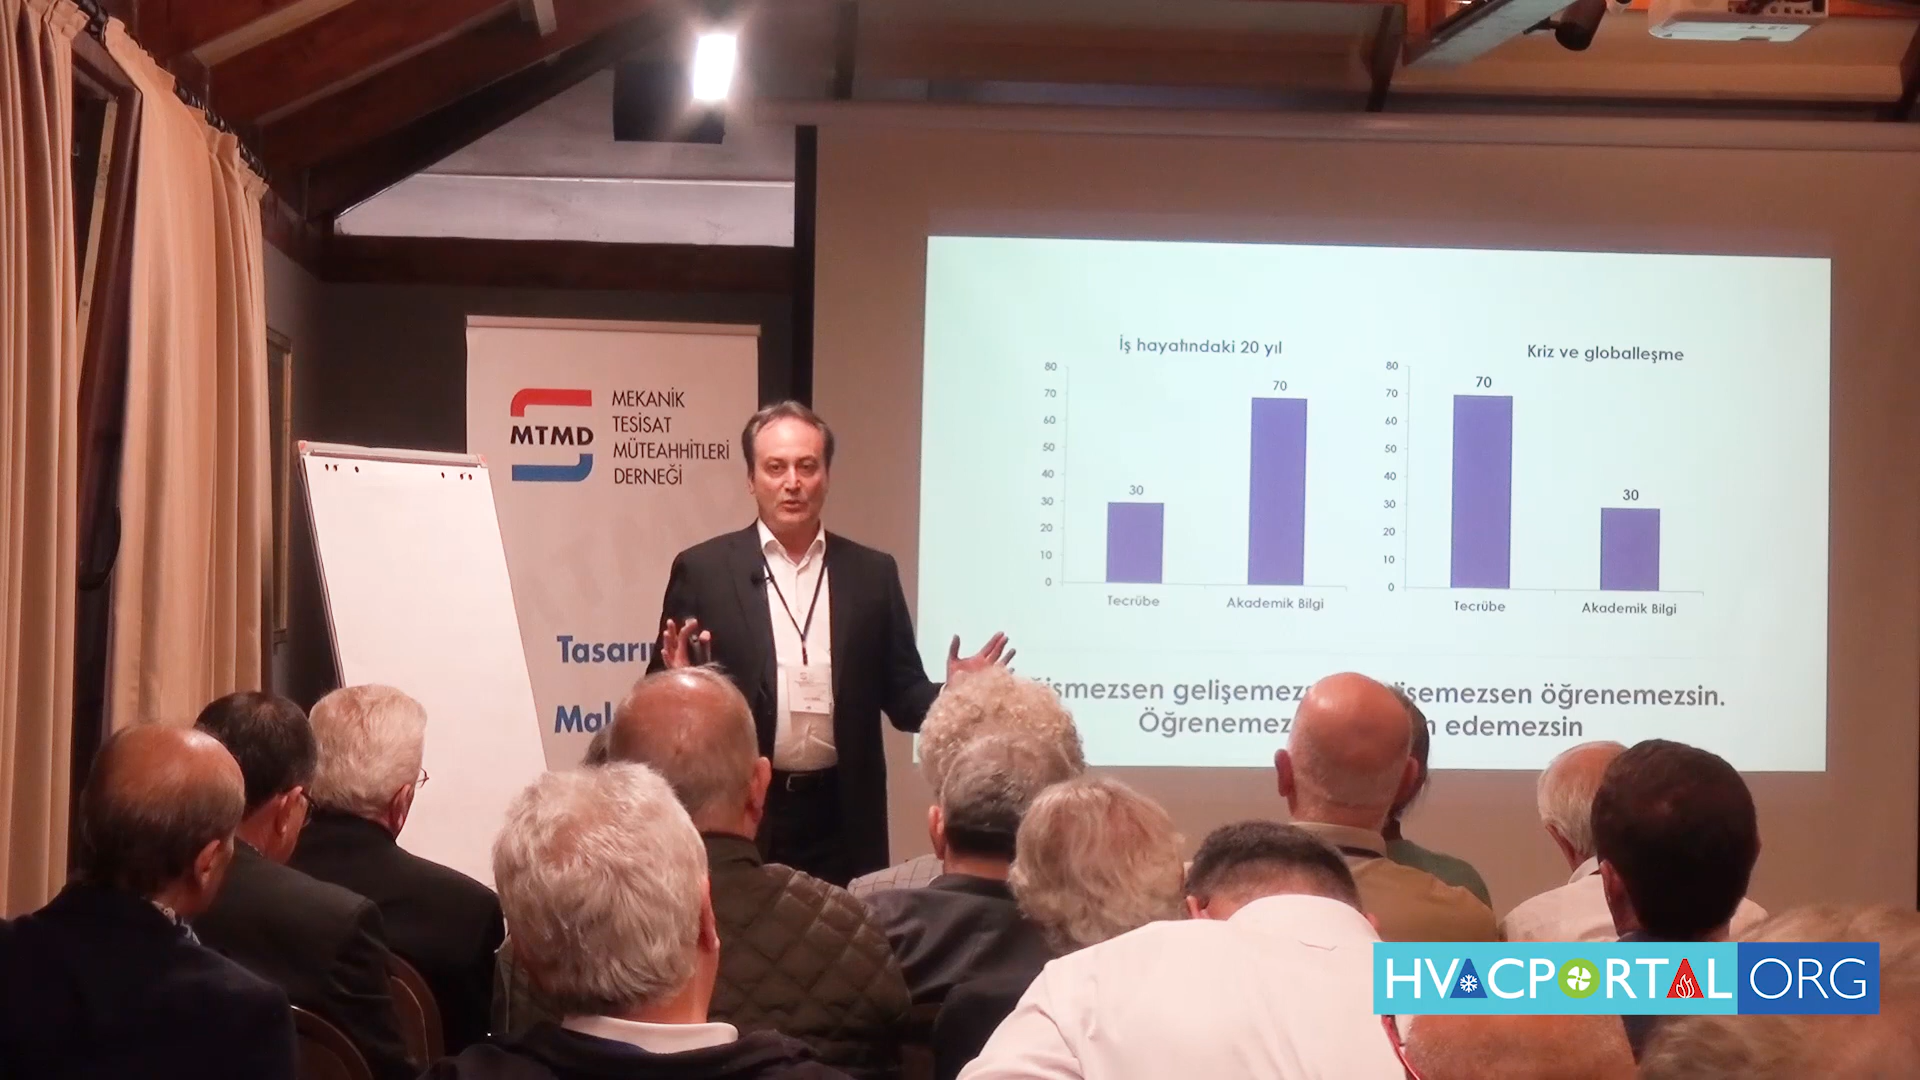 MTMD
MEKANİK
TESİSAT
MÜTEAHHİTLERİ
DERNEĞİ
İş hayatındaki 20 yıl
80
70
60
50
40
30
20
10
0
30
70
Tecrübe
Akademik Bilgi
Kriz ve globalleşme
80
70
60
50
40
30
20
10
0
70
30
Tecrübe
Akademik Bilgi
gelişemezsen öğrenemezsin.
edemezsin
HVACPORTAL ORG